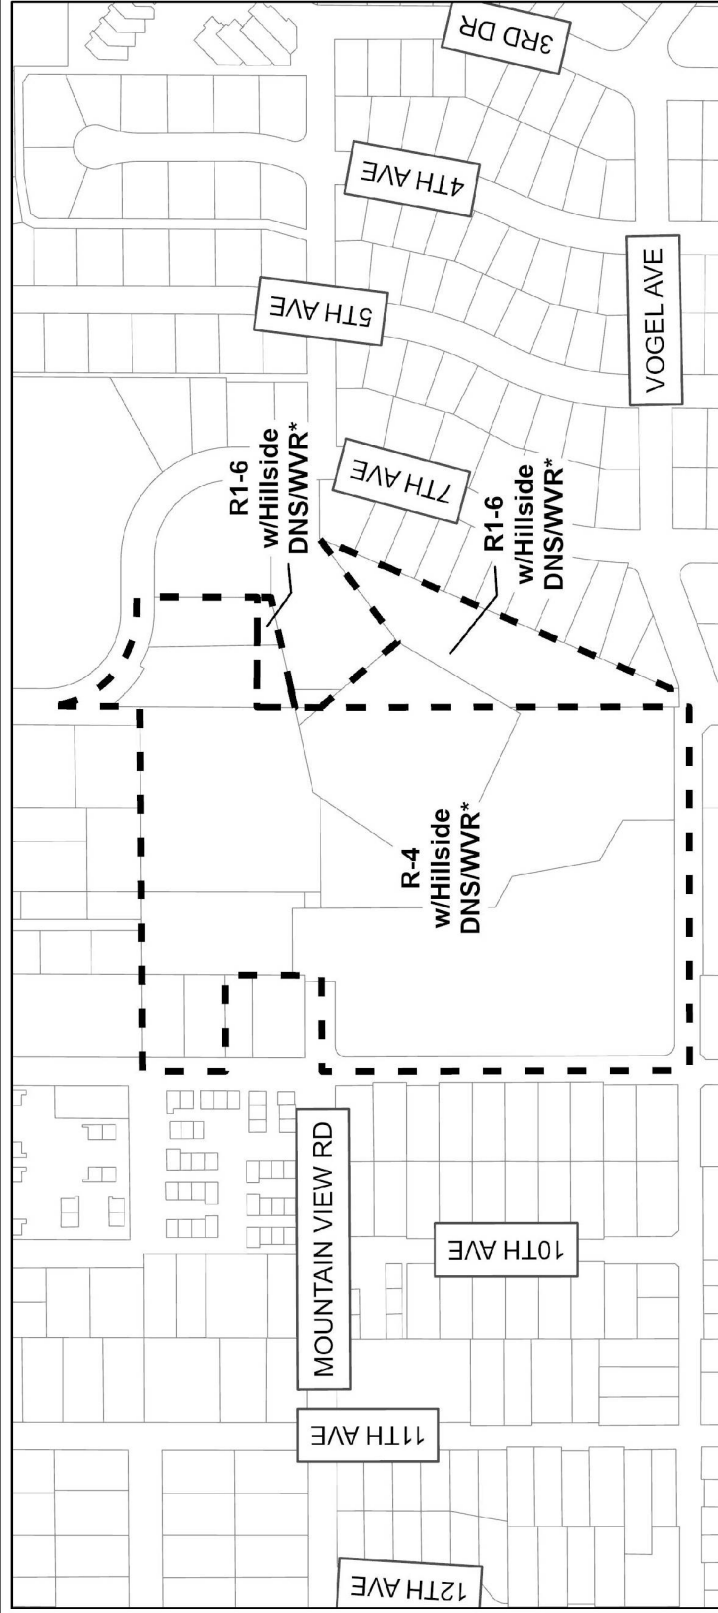 3RD DR
4TH AVE
5TH AVE
VOGEL AVE
7TH AVE
R1-6
w/Hillside
DNS/WVR*
R1-6
w/Hillside
DNS/WVR*
R-4
w/Hillside
DNS/WVR*
MOUNTAIN VIEW RD
10TH AVE
11TH AVE
12TH AVE